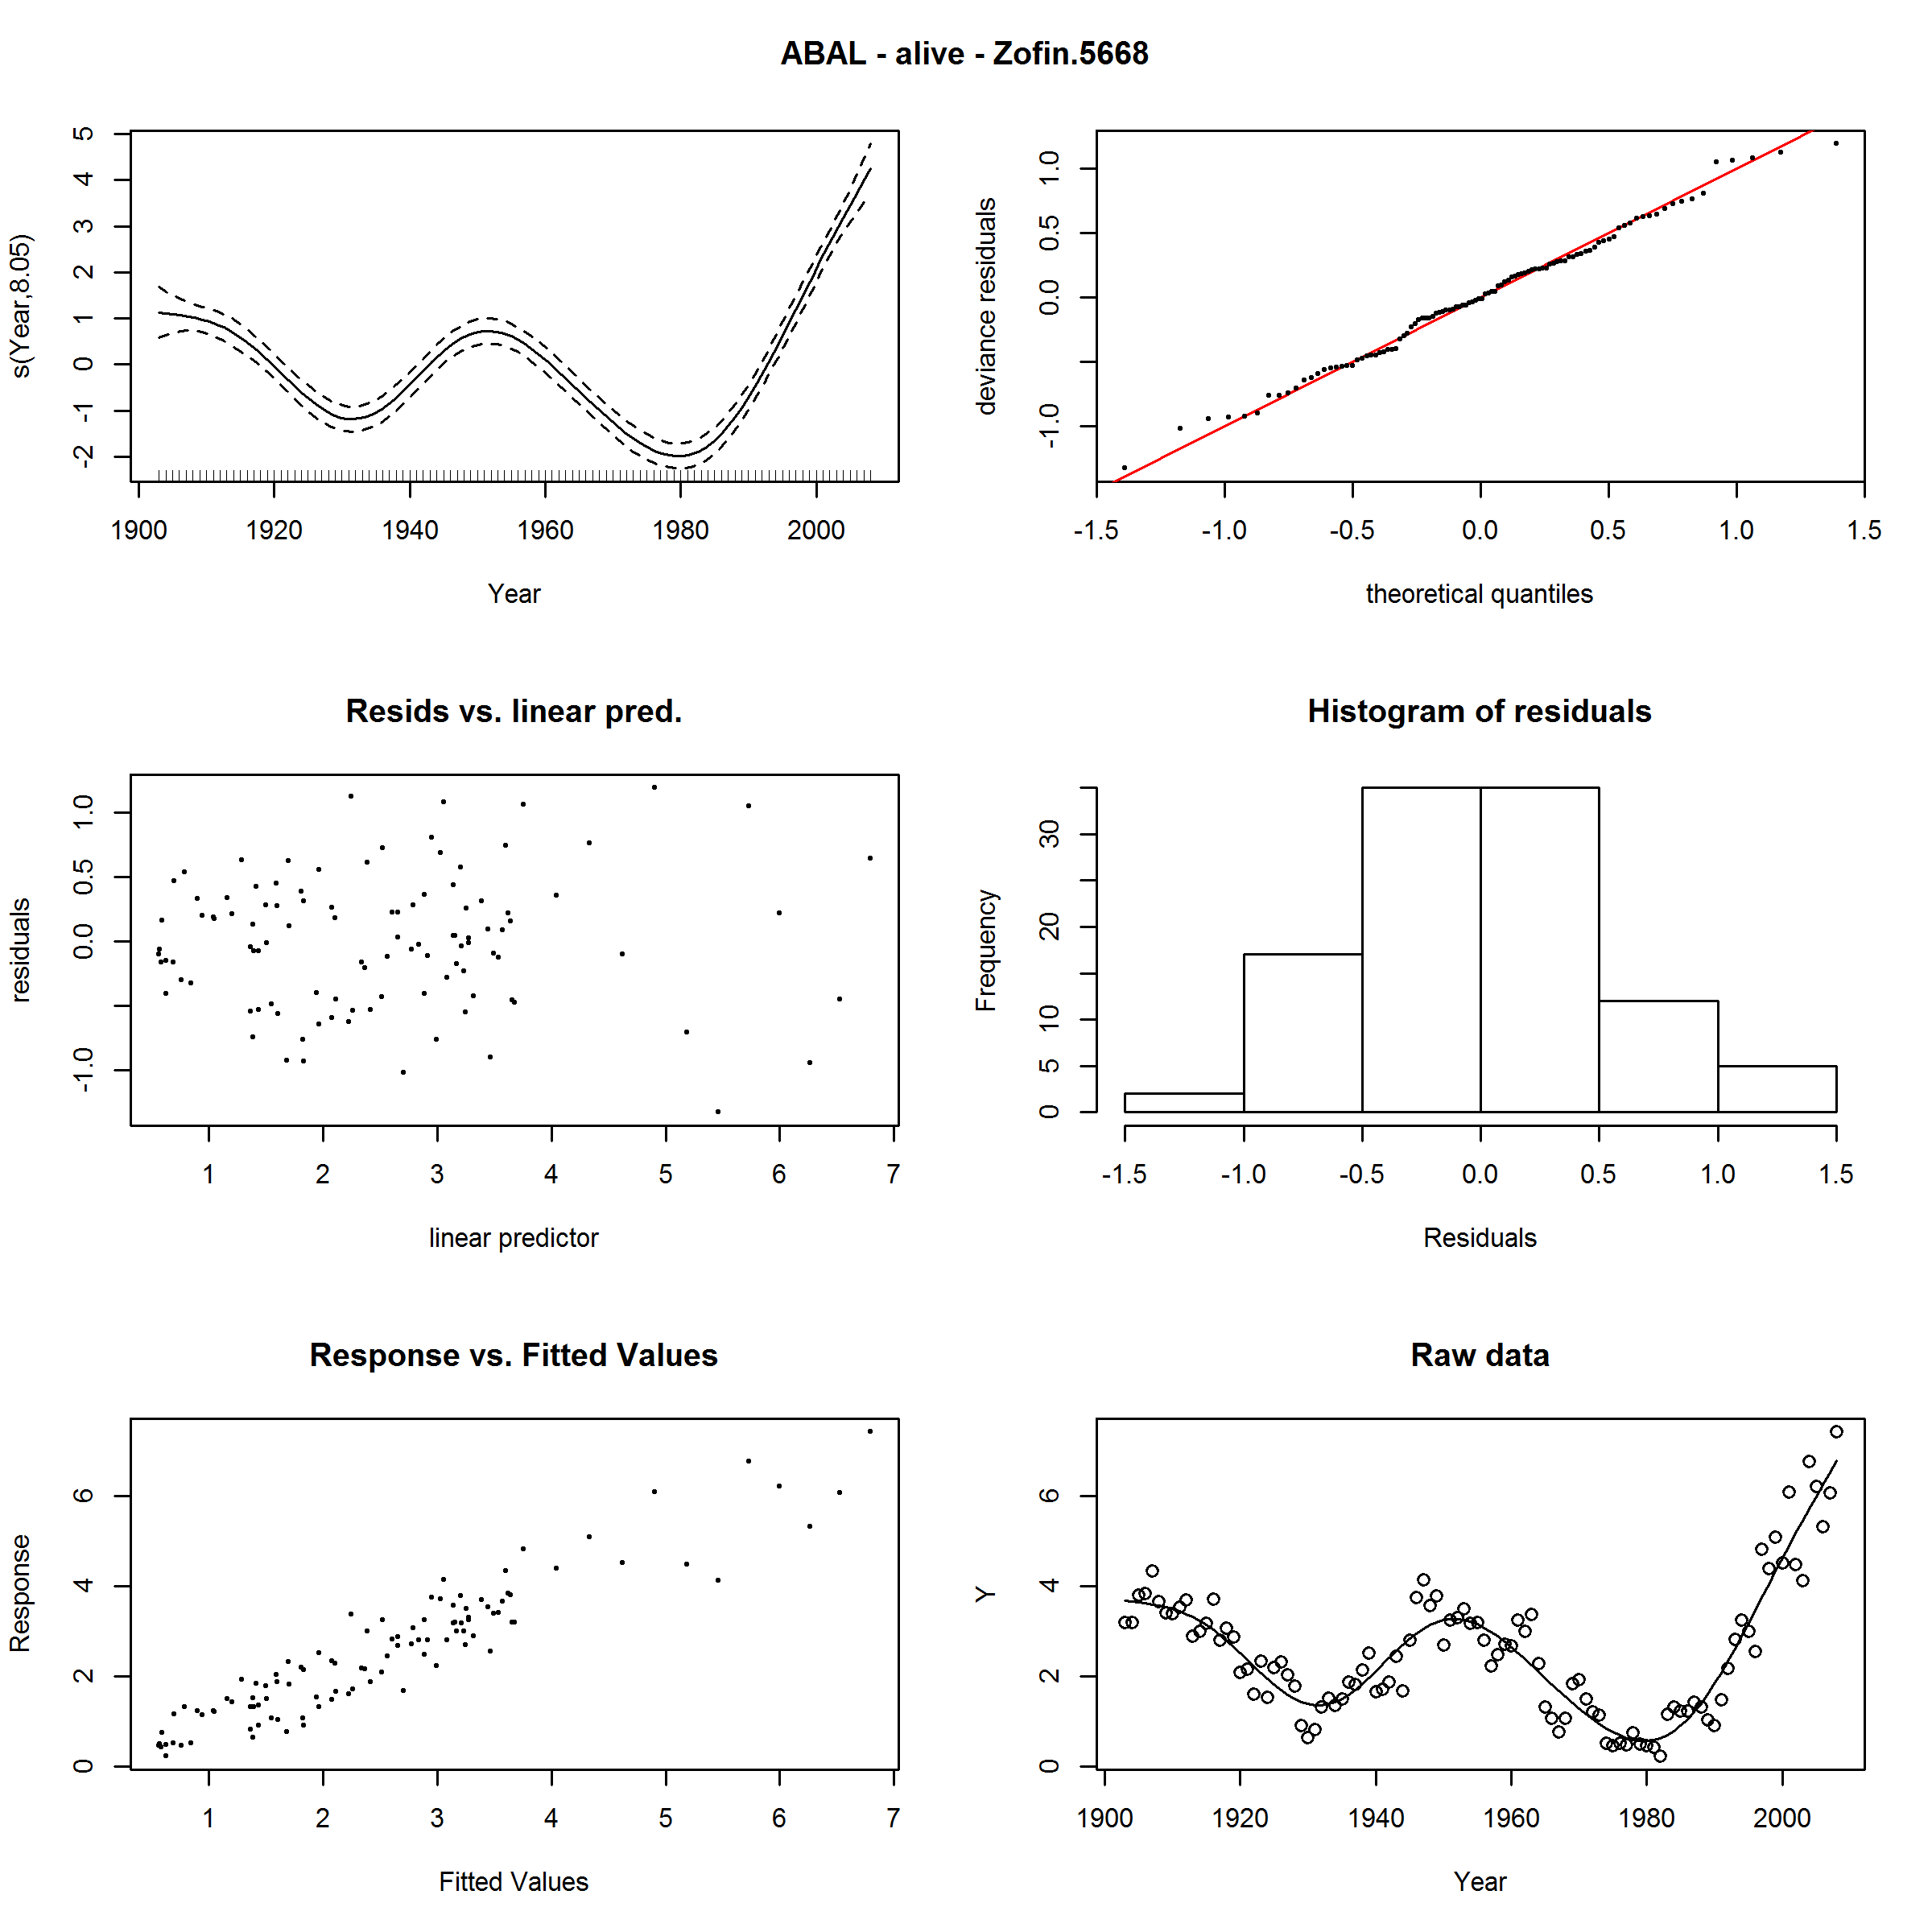 ABAL - alive - Zofin.5668
s(Year,8.05)
5
4
3
2
1
0
-1
-2
1900 1920 1940 1960 1980 2000
Year
deviance residuals
1.0
0.5
0.0
-1.0
-1.5 -1.0 -0.5 0.0 0.5 1.0 1.5
theoretical quantiles
Resids vs. linear pred.
residuals
1.0
0.5
0.0
-1.0
1 2 3 4 5 6 7
linear predictor
Histogram of residuals
Frequency
30
20
10
5
0
-1.5 -1.0 -0.5 0.0 0.5 1.0 1.5
Residuals
Response vs. Fitted Values
Response
6
4
2
0
1 2 3 4 5 6 7
Fitted Values
Raw data
Y
6
4
2
0
1900 1920 1940 1960 1980 2000
Year